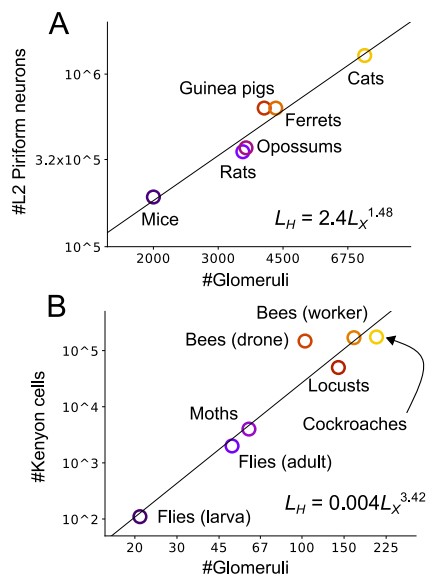 A
#L2 Piriform neurons
10^6
3.2x10^5
10^5
Guinea pigs
Cats
Ferrets
Opossums
Rats
Mice
L_H = 2.4L_X^1.48
2000 3000 4500 6750
#Glomeruli
B
#Kenyon cells
10^5
10^4
10^3
10^2
Bees (worker)
Bees (drone)
Locusts
Cockroaches
Moths
Flies (adult)
Flies (larva)
L_H = 0.004L_X^3.42
20 30 45 67 100 150 225
#Glomeruli